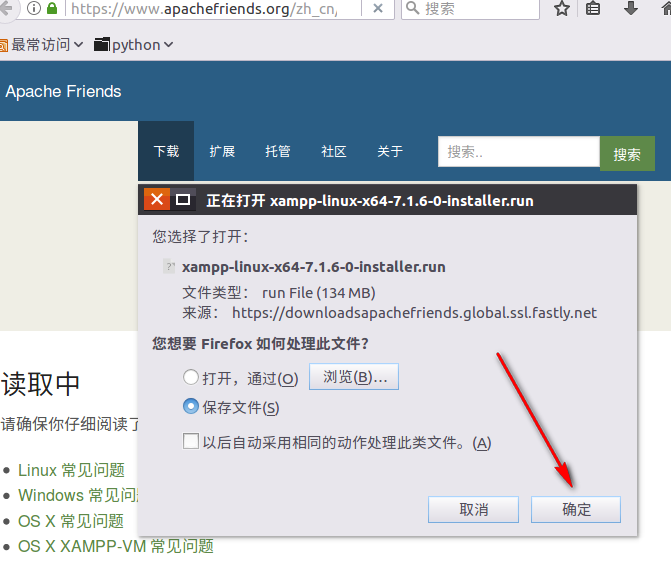 https://www.apachefriends.org/zh_cn/
搜索
最常访问
python
Apache Friends
下载 扩展 托管 社区 关于
搜索..
搜索
正在打开 xampp-linux-x64-7.1.6-0-installer.run
您选择了打开：
xampp-linux-x64-7.1.6-0-installer.run
文件类型： run File (134 MB)
来源： https://downloadsapachefriends.global.ssl.fastly.net
您想要 Firefox 如何处理此文件？
打开，通过(O) 浏览(B)...
保存文件(S)
以后自动采用相同的动作处理此类文件。(A)
取消 确定
读取中
请确保你仔细阅读了
Linux 常见问题
Windows 常见问
OS X 常见问题
OS X XAMPP-VM 常见问题